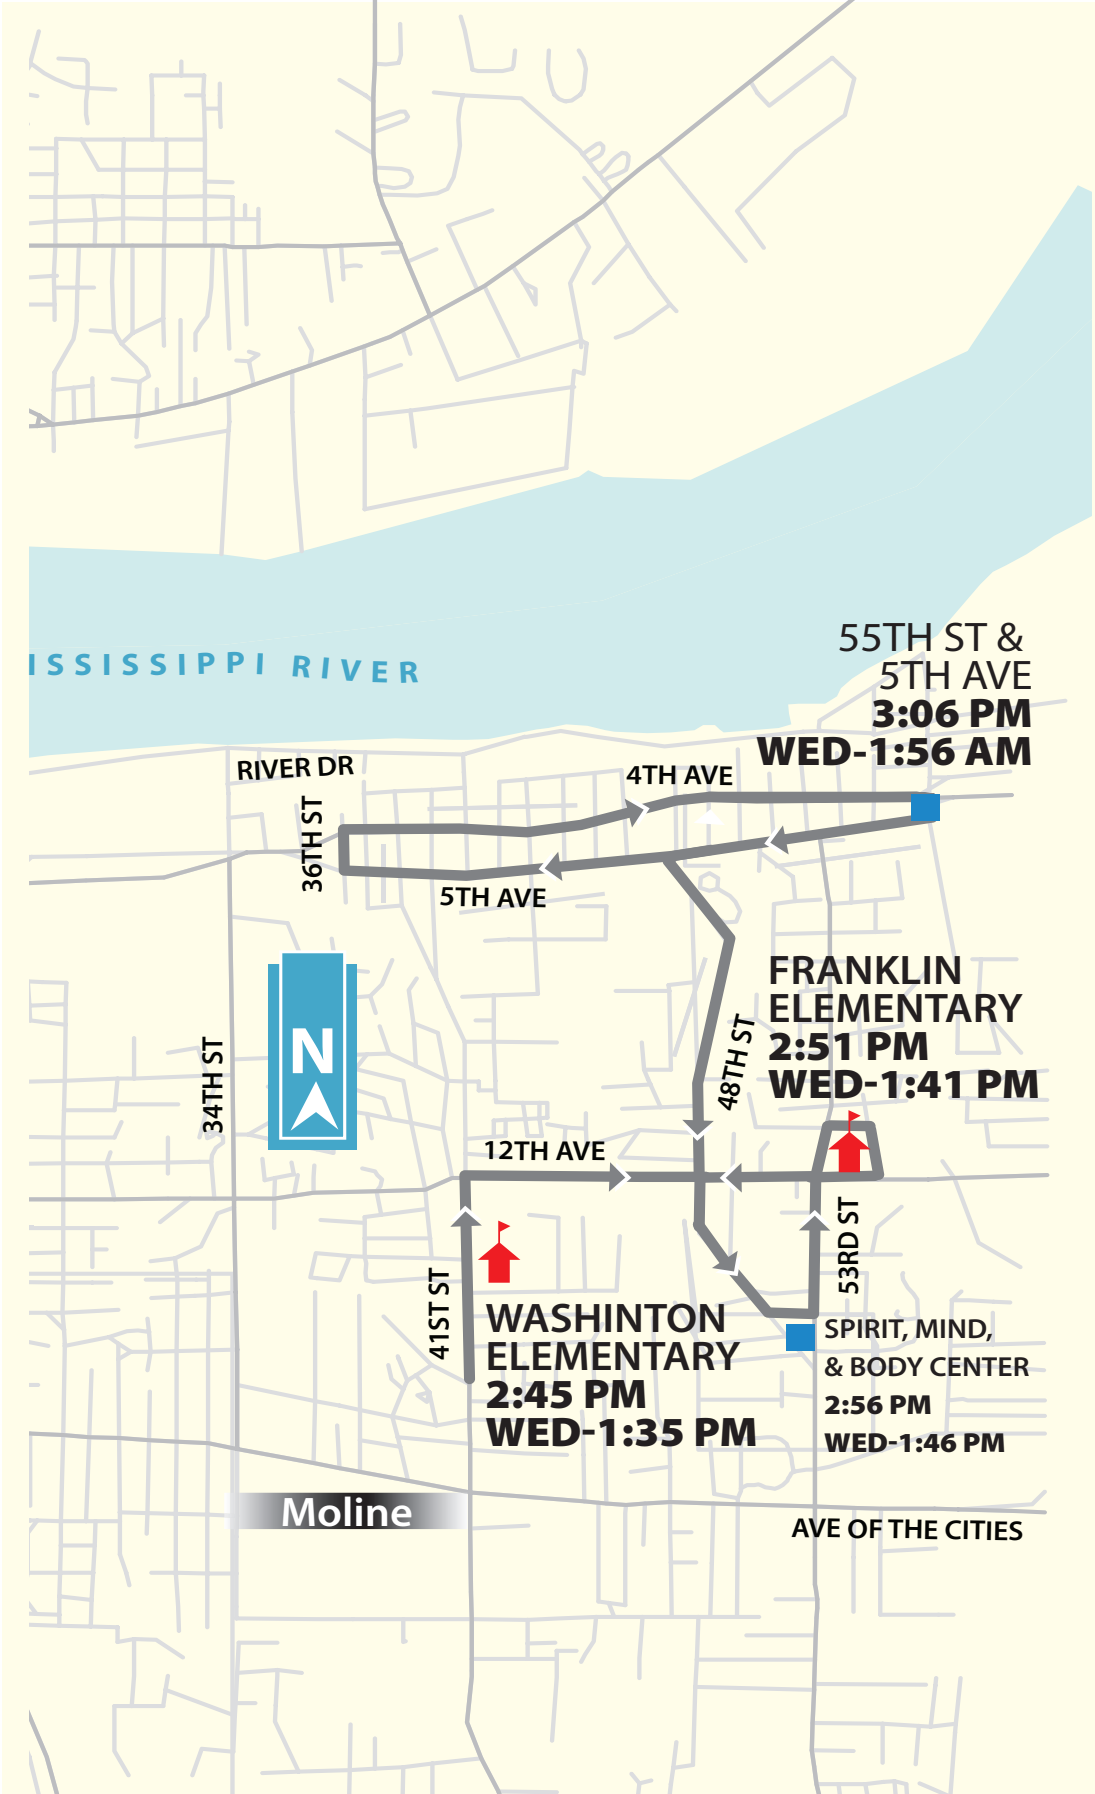 ISSISSIPPI RIVER
55TH ST &
5TH AVE
3:06 PM
WED-1:56 AM
RIVER DR
4TH AVE
36TH ST
5TH AVE
FRANKLIN
ELEMENTARY
2:51 PM
WED-1:41 PM
48TH ST
34TH ST
N
12TH AVE
53RD ST
41ST ST
WASHINTON
ELEMENTARY
2:45 PM
WED-1:35 PM
SPIRIT, MIND,
& BODY CENTER
2:56 PM
WED-1:46 PM
Moline
AVE OF THE CITIES